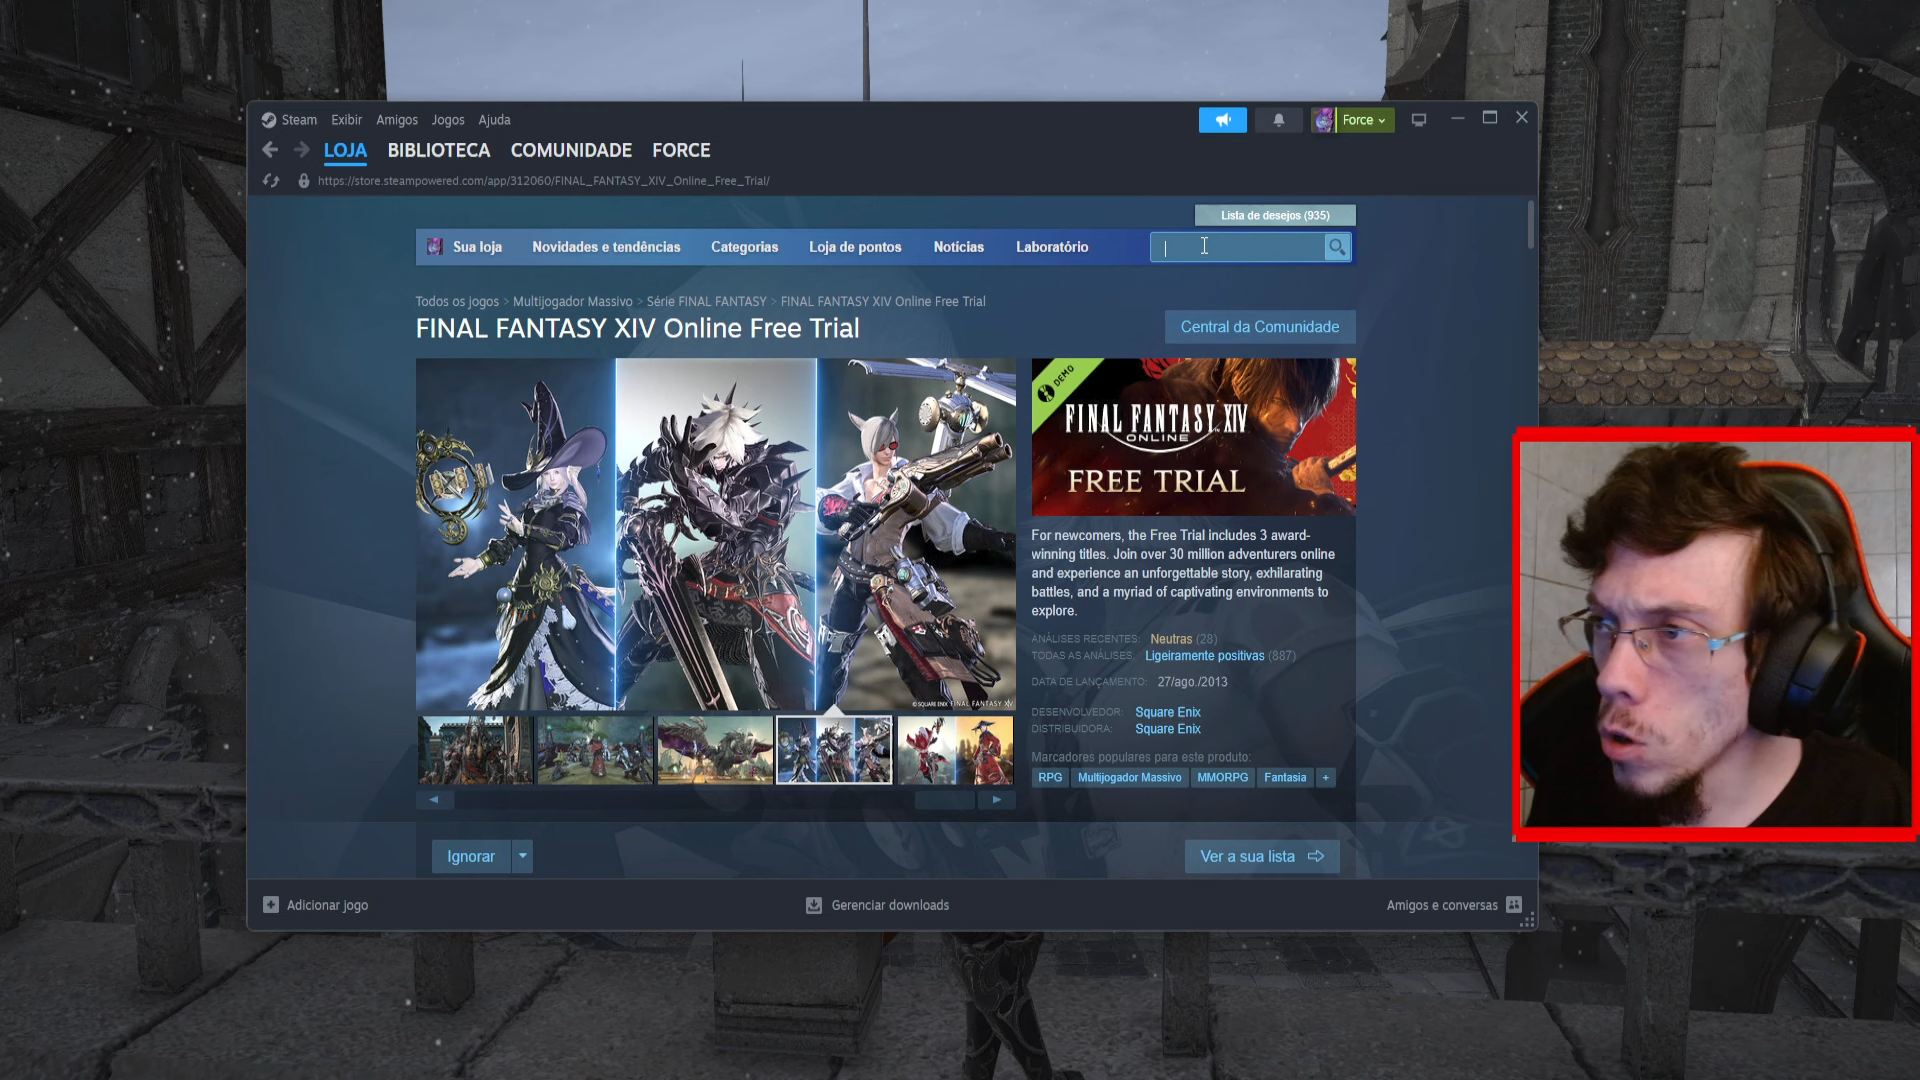 Steam Exibir Amigos Jogos Ajuda
Force
LOJA BIBLIOTECA COMUNIDADE FORCE
https://store.steampowered.com/app/312060/FINAL_FANTASY_XIV_Online_Free_Trial/
Lista de desejos (935)
Sua loja Novidades e tendências Categorias Loja de pontos Notícias Laboratório
Todos os jogos > Multijogador Massivo > Série FINAL FANTASY > FINAL FANTASY XIV Online Free Trial
FINAL FANTASY XIV Online Free Trial
Central da Comunidade
DEMO
FINAL FANTASY XIV
ONLINE
FREE TRIAL
For newcomers, the Free Trial includes 3 award-
winning titles. Join over 30 million adventurers online
and experience an unforgettable story, exhilarating
battles, and a myriad of captivating environments to
explore.
ANÁLISES RECENTES: Neutras (28)
TODAS AS ANÁLISES: Ligeiramente positivas (887)
DATA DE LANÇAMENTO: 27/ago./2013
DESENVOLVEDOR: Square Enix
DISTRIBUIDORA: Square Enix
Marcadores populares para este produto:
RPG Multijogador Massivo MMORPG Fantasia +
© SQUARE ENIX FINAL FANTASY XIV
Ignorar
Ver a sua lista
Adicionar jogo
Gerenciar downloads
Amigos e conversas